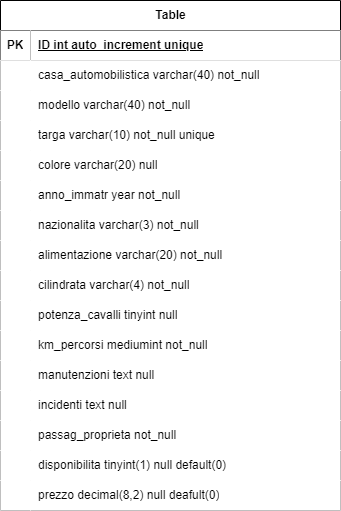 Table
PK ID int auto_increment unique
casa_automobilistica varchar(40) not_null
modello varchar(40) not_null
targa varchar(10) not_null unique
colore varchar(20) null
anno_immatr year not_null
nazionalita varchar(3) not_null
alimentazione varchar(20) not_null
cilindrata varchar(4) not_null
potenza_cavalli tinyint null
km_percorsi mediumint not_null
manutenzioni text null
incidenti text null
passag_proprieta not_null
disponibilita tinyint(1) null default(0)
prezzo decimal(8,2) null deafult(0)